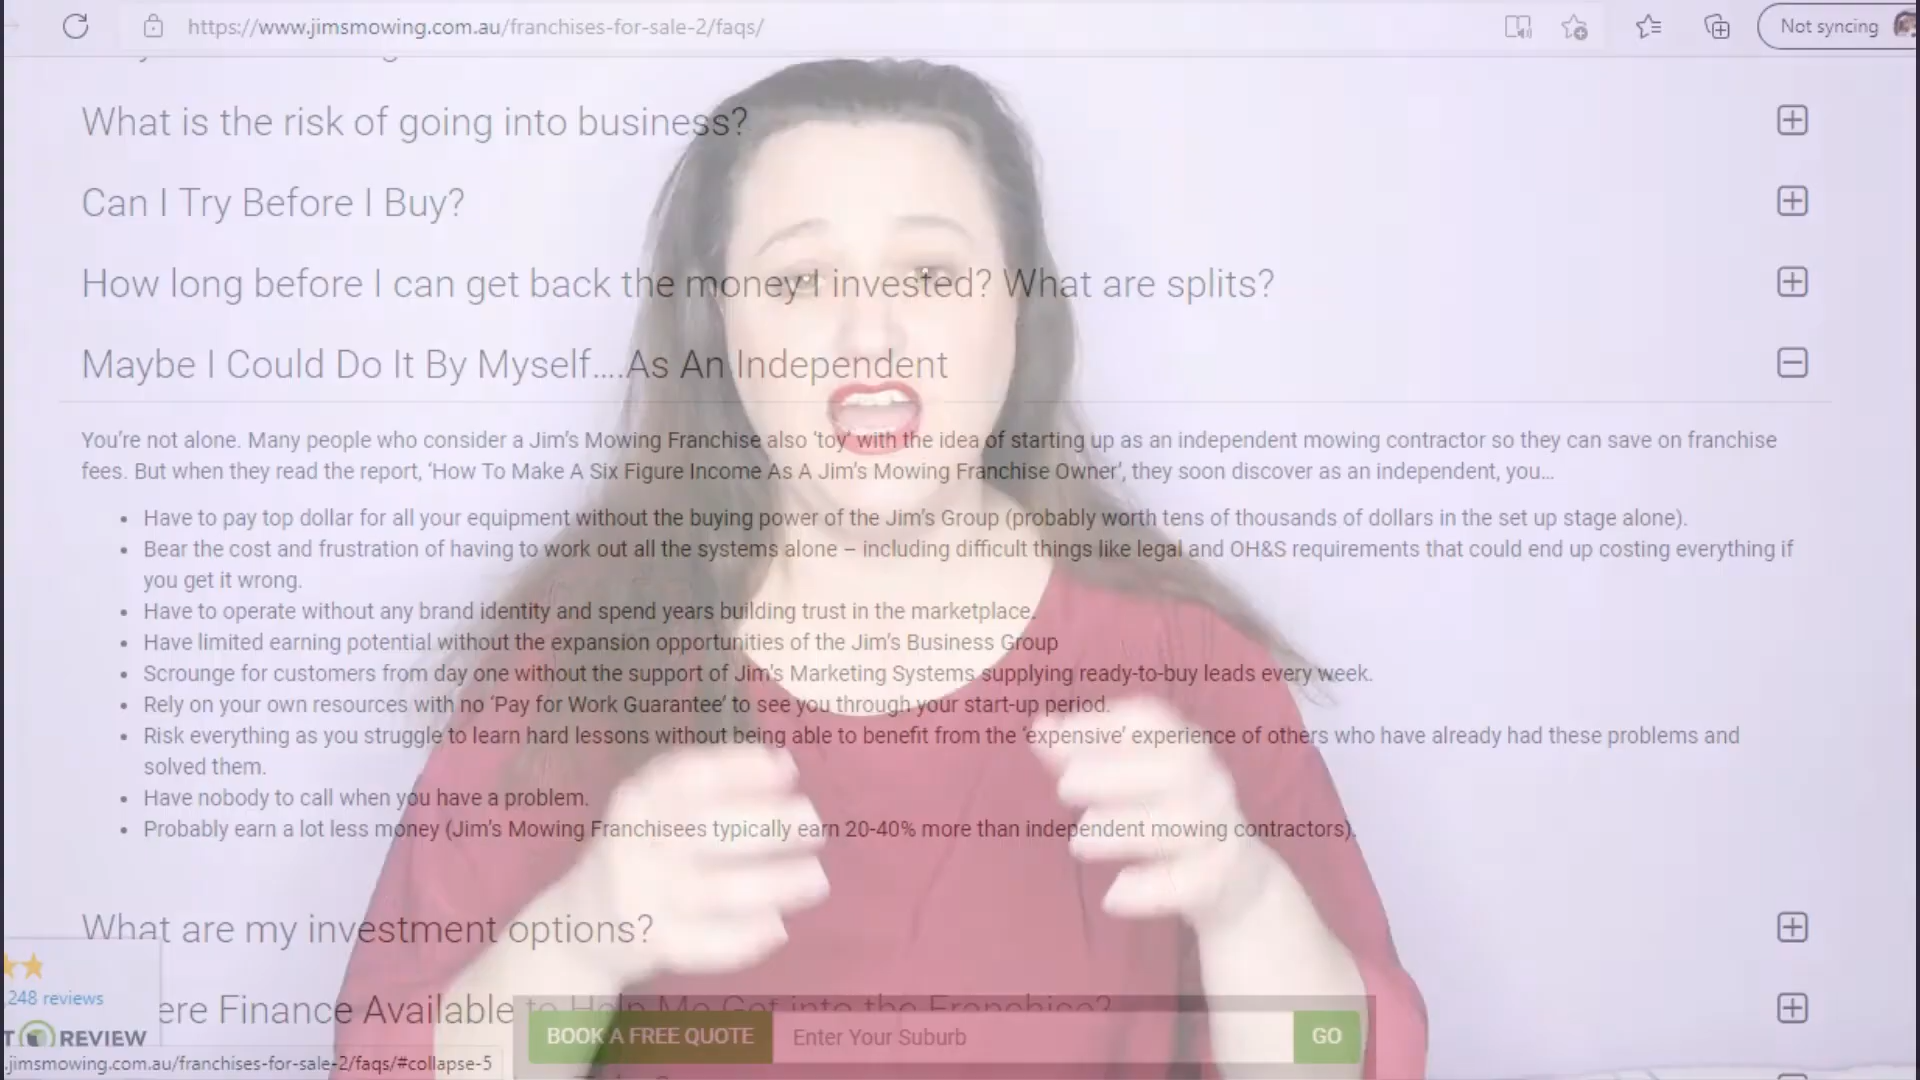 https://www.jimsmowing.com.au/franchises-for-sale-2/faqs/
Not syncing
What is the risk of going into business?
Can I Try Before I Buy?
How long before I can get back the money I invested? What are splits?
Maybe I Could Do It By Myself....As An Independent
You're not alone. Many people who consider a Jim's Mowing Franchise also 'toy' with the idea of starting up as an independent mowing contractor so they can save on franchise
fees. But when they read the report, 'How To Make A Six Figure Income As A Jim's Mowing Franchise Owner', they soon discover as an independent, you...
• Have to pay top dollar for all your equipment without the buying power of the Jim's Group (probably worth tens of thousands of dollars in the set up stage alone).
• Bear the cost and frustration of having to work out all the systems alone – including difficult things like legal and OH&S requirements that could end up costing everything if
you get it wrong.
• Have to operate without any brand identity and spend years building trust in the marketplace.
• Have limited earning potential without the expansion opportunities of the Jim's Business Group
• Scrounge for customers from day one without the support of Jim's Marketing Systems supplying ready-to-buy leads every week.
• Rely on your own resources with no 'Pay for Work Guarantee' to see you through your start-up period.
• Risk everything as you struggle to learn hard lessons without being able to benefit from the 'expensive' experience of others who have already had these problems and
solved them.
• Have nobody to call when you have a problem.
• Probably earn a lot less money (Jim's Mowing Franchisees typically earn 20-40% more than independent mowing contractors).
What are my investment options?
248 reviews
ere Finance Available to Help Me Get into the Franchise?
T REVIEW
BOOK A FREE QUOTE Enter Your Suburb GO
.jimsmowing.com.au/franchises-for-sale-2/faqs/#collapse-5